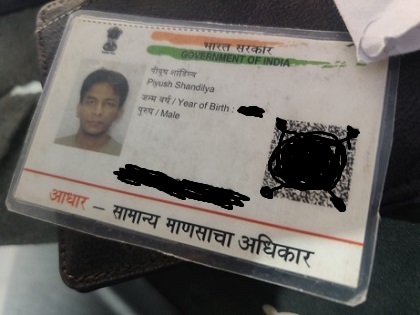 भारत सरकार
GOVERNMENT OF INDIA
पीयूष शांडिल्य
Piyush Shandilya
जन्म वर्ष / Year of Birth :
पुरुष / Male
आधार — सामान्य माणसाचा अधिकार